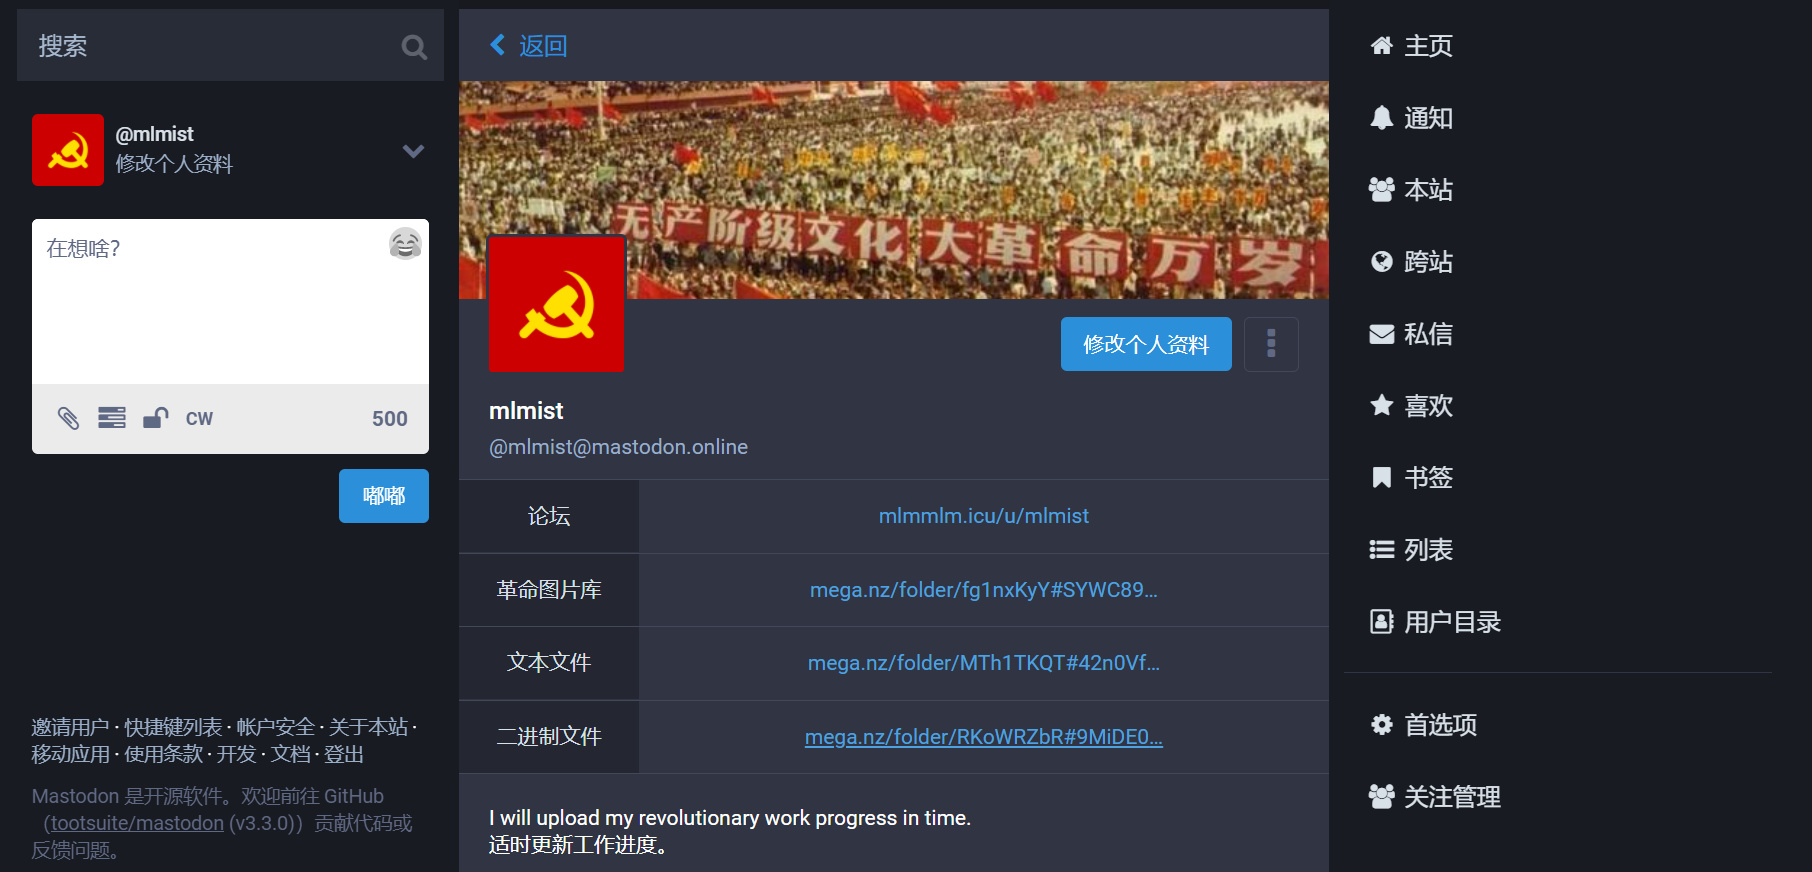 搜索
@mlmist
修改个人资料
在想啥？
CW
500
嘟嘟
邀请用户 · 快捷键列表 · 帐户安全 · 关于本站 ·
移动应用 · 使用条款 · 开发 · 文档 · 登出
Mastodon 是开源软件。欢迎前往 GitHub
（tootsuite/mastodon (v3.3.0)）贡献代码或
反馈问题。
返回
无产阶级文化大革命万岁
修改个人资料
mlmist
@mlmist@mastodon.online
论坛
mlmmlm.icu/u/mlmist
革命图片库
mega.nz/folder/fg1nxKyY#SYWC89...
文本文件
mega.nz/folder/MTh1TKQT#42n0Vf...
二进制文件
mega.nz/folder/RKoWRZbR#9MiDE0...
I will upload my revolutionary work progress in time.
适时更新工作进度。
主页
通知
本站
跨站
私信
喜欢
书签
列表
用户目录
首选项
关注管理